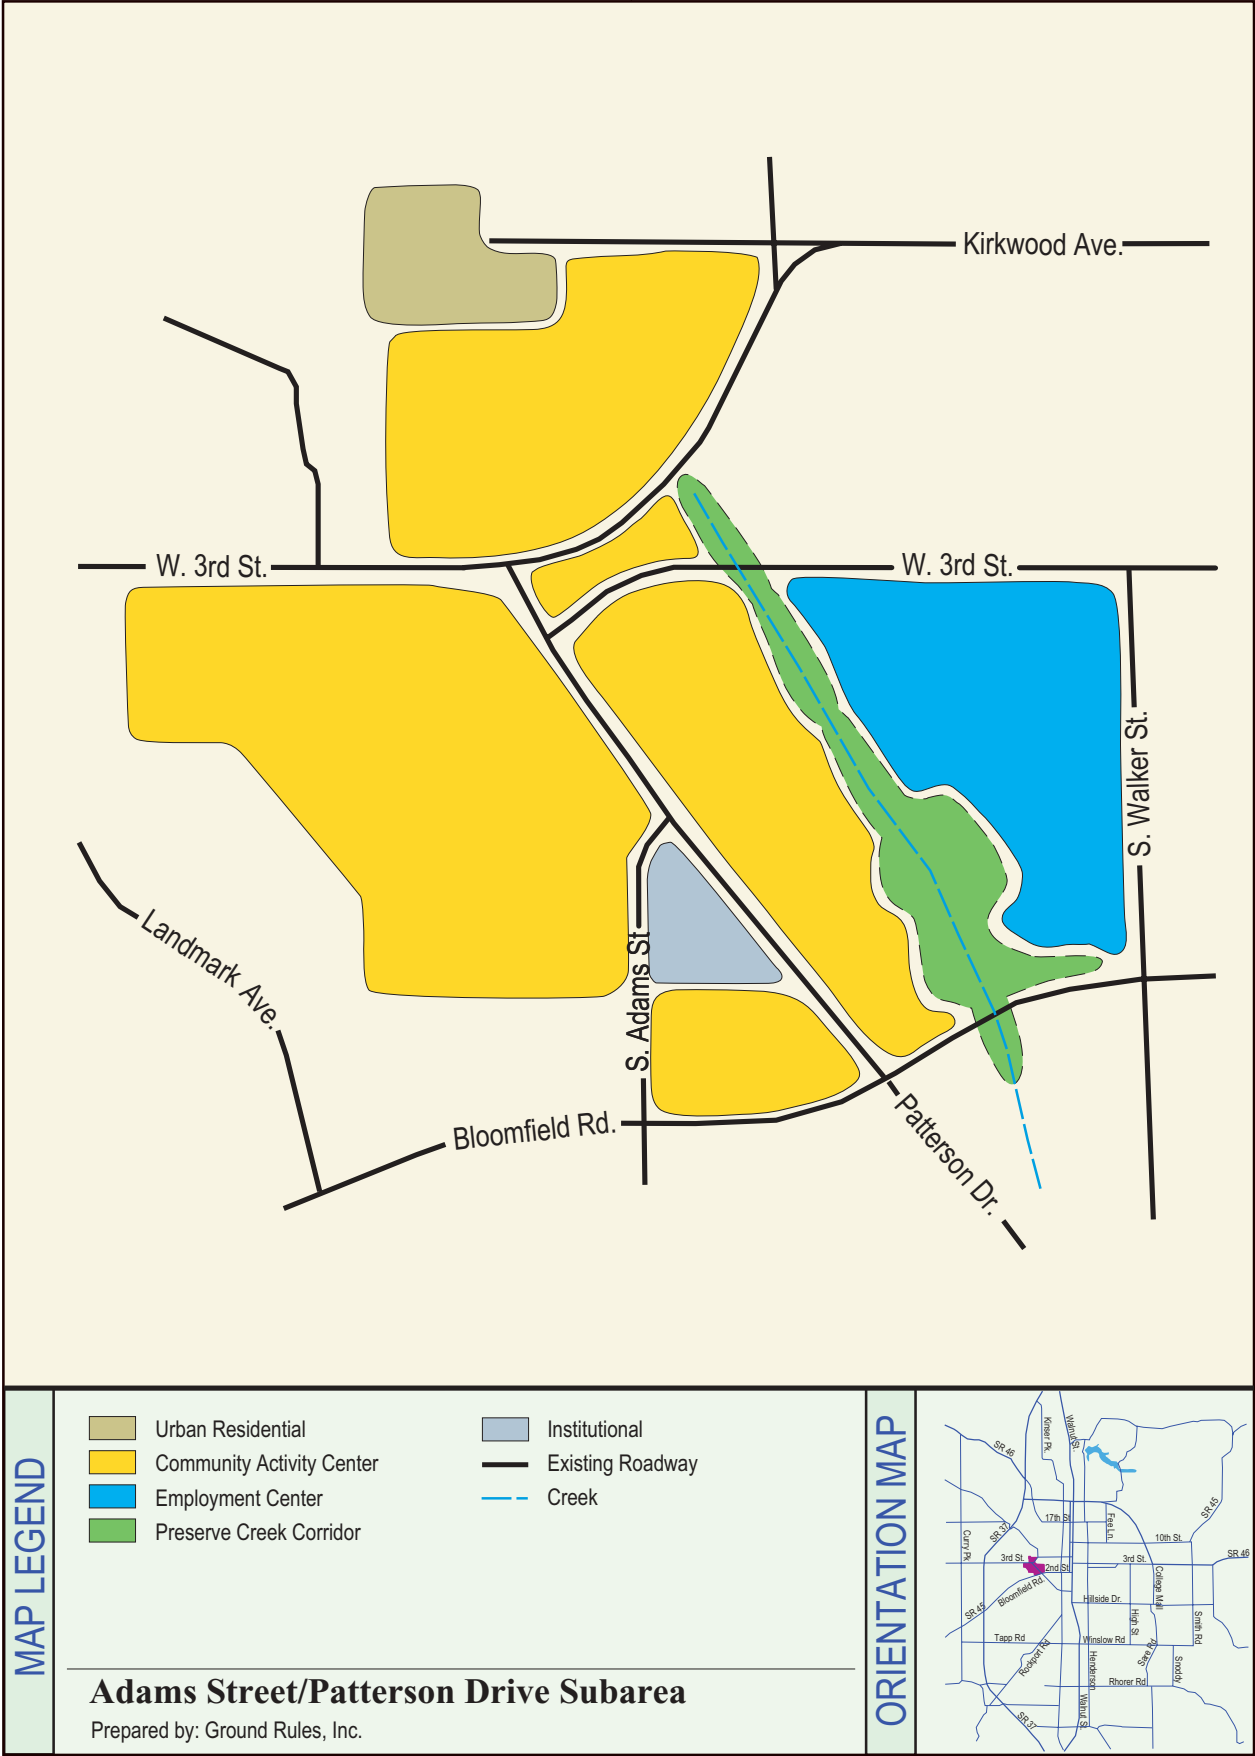 Kirkwood Ave.
W. 3rd St.
W. 3rd St.
S. Walker St.
Landmark Ave.
S. Adams St
Bloomfield Rd.
Patterson Dr.
MAP LEGEND
Urban Residential
Community Activity Center
Employment Center
Preserve Creek Corridor
Institutional
Existing Roadway
Creek
Adams Street/Patterson Drive Subarea
Prepared by: Ground Rules, Inc.
ORIENTATION MAP
Kinser Pk.
Walnut St.
SR 46
SR 45
17th St
Fee Ln.
10th St.
SR 37
Curry Pk
3rd St.
3rd St.
SR 46
2nd St.
Bloomfield Rd.
College Mall
SR 45
Hillside Dr.
High St
Smith Rd
Tapp Rd
Winslow Rd
Rockport Rd
Sare Rd
Henderson
Snoddy
Rhorer Rd
Walnut St.
SR 37